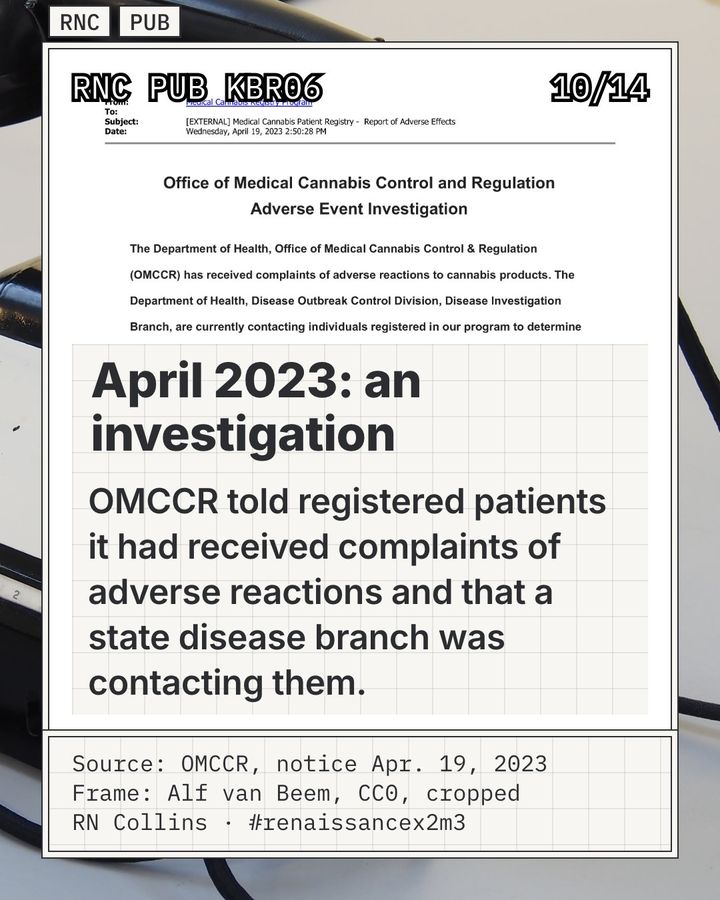 RNC PUB
RNC PUB KBR06 10/14
From: Medical Cannabis Registry Program
To:
Subject: [EXTERNAL] Medical Cannabis Patient Registry - Report of Adverse Effects
Date: Wednesday, April 19, 2023 2:50:28 PM
Office of Medical Cannabis Control and Regulation
Adverse Event Investigation
The Department of Health, Office of Medical Cannabis Control & Regulation
(OMCCR) has received complaints of adverse reactions to cannabis products. The
Department of Health, Disease Outbreak Control Division, Disease Investigation
Branch, are currently contacting individuals registered in our program to determine
April 2023: an
investigation
OMCCR told registered patients
it had received complaints of
adverse reactions and that a
state disease branch was
contacting them.
Source: OMCCR, notice Apr. 19, 2023
Frame: Alf van Beem, CC0, cropped
RN Collins · #renaissancex2m3
2